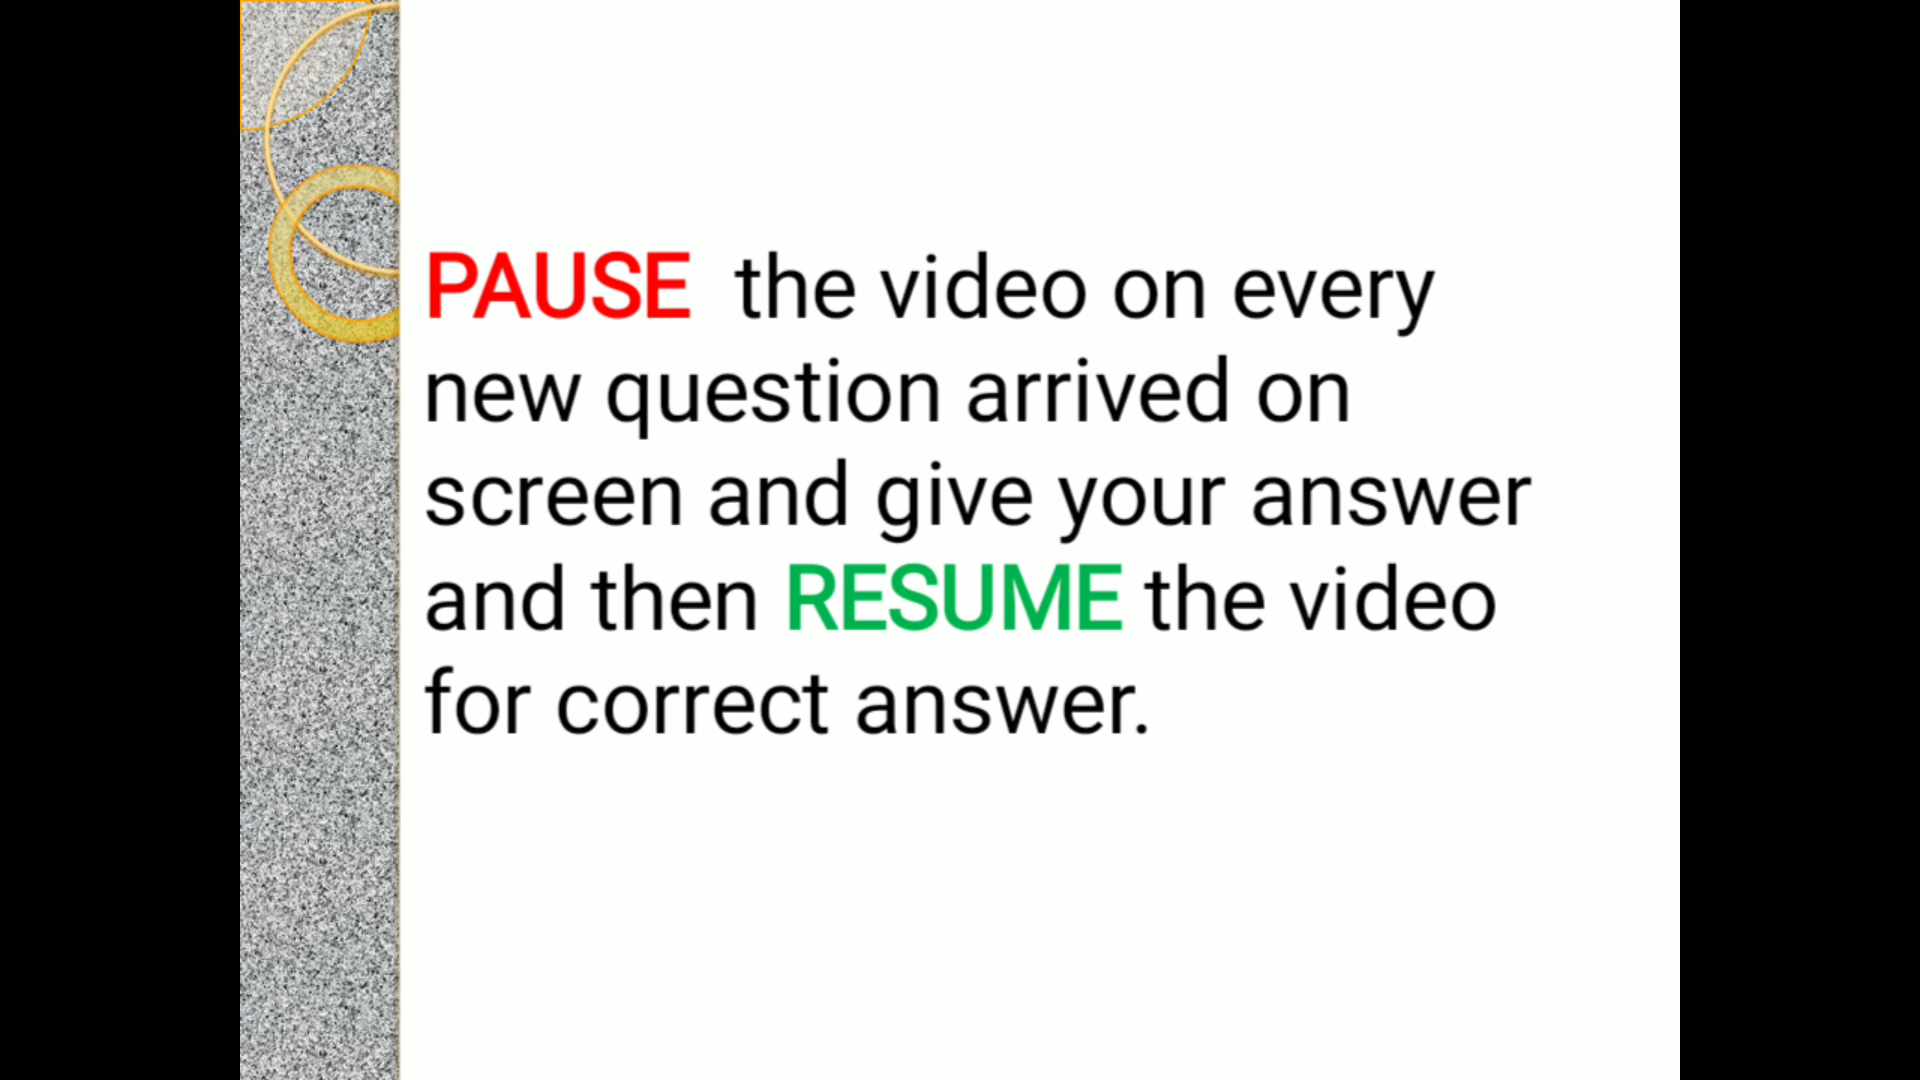 PAUSE the video on every
new question arrived on
screen and give your answer
and then RESUME the video
for correct answer.